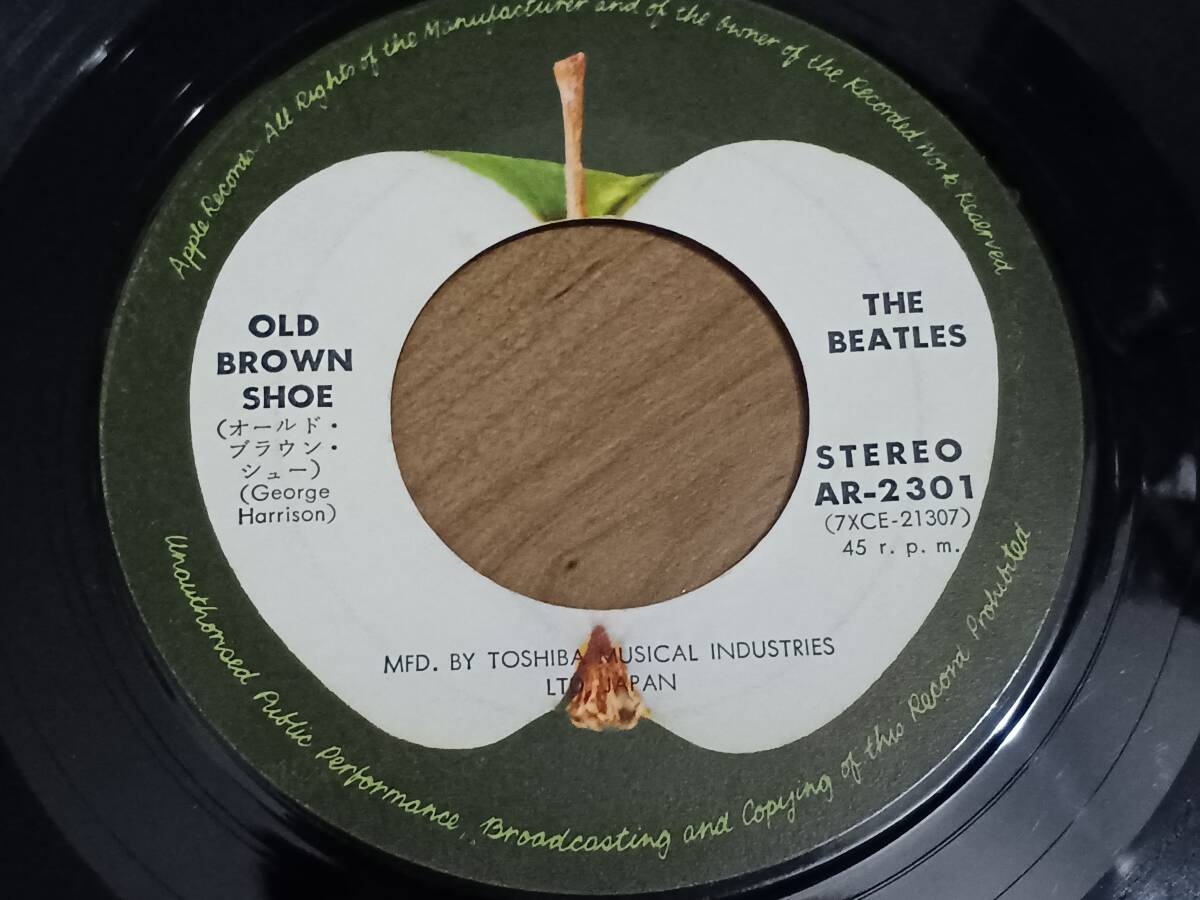 Apple Records All Rights of the Manufacturer and of the Owner of the Recorded Work Reserved
OLD
BROWN
SHOE
(オールド・
ブラウン・
シュー)
(George
Harrison)
THE
BEATLES
STEREO
AR-2301
(7XCE-21307)
45 r. p. m.
MFD. BY TOSHIBA MUSICAL INDUSTRIES
LTD. JAPAN
Unauthorised Public Performance, Broadcasting and Copying of this Record Prohibited